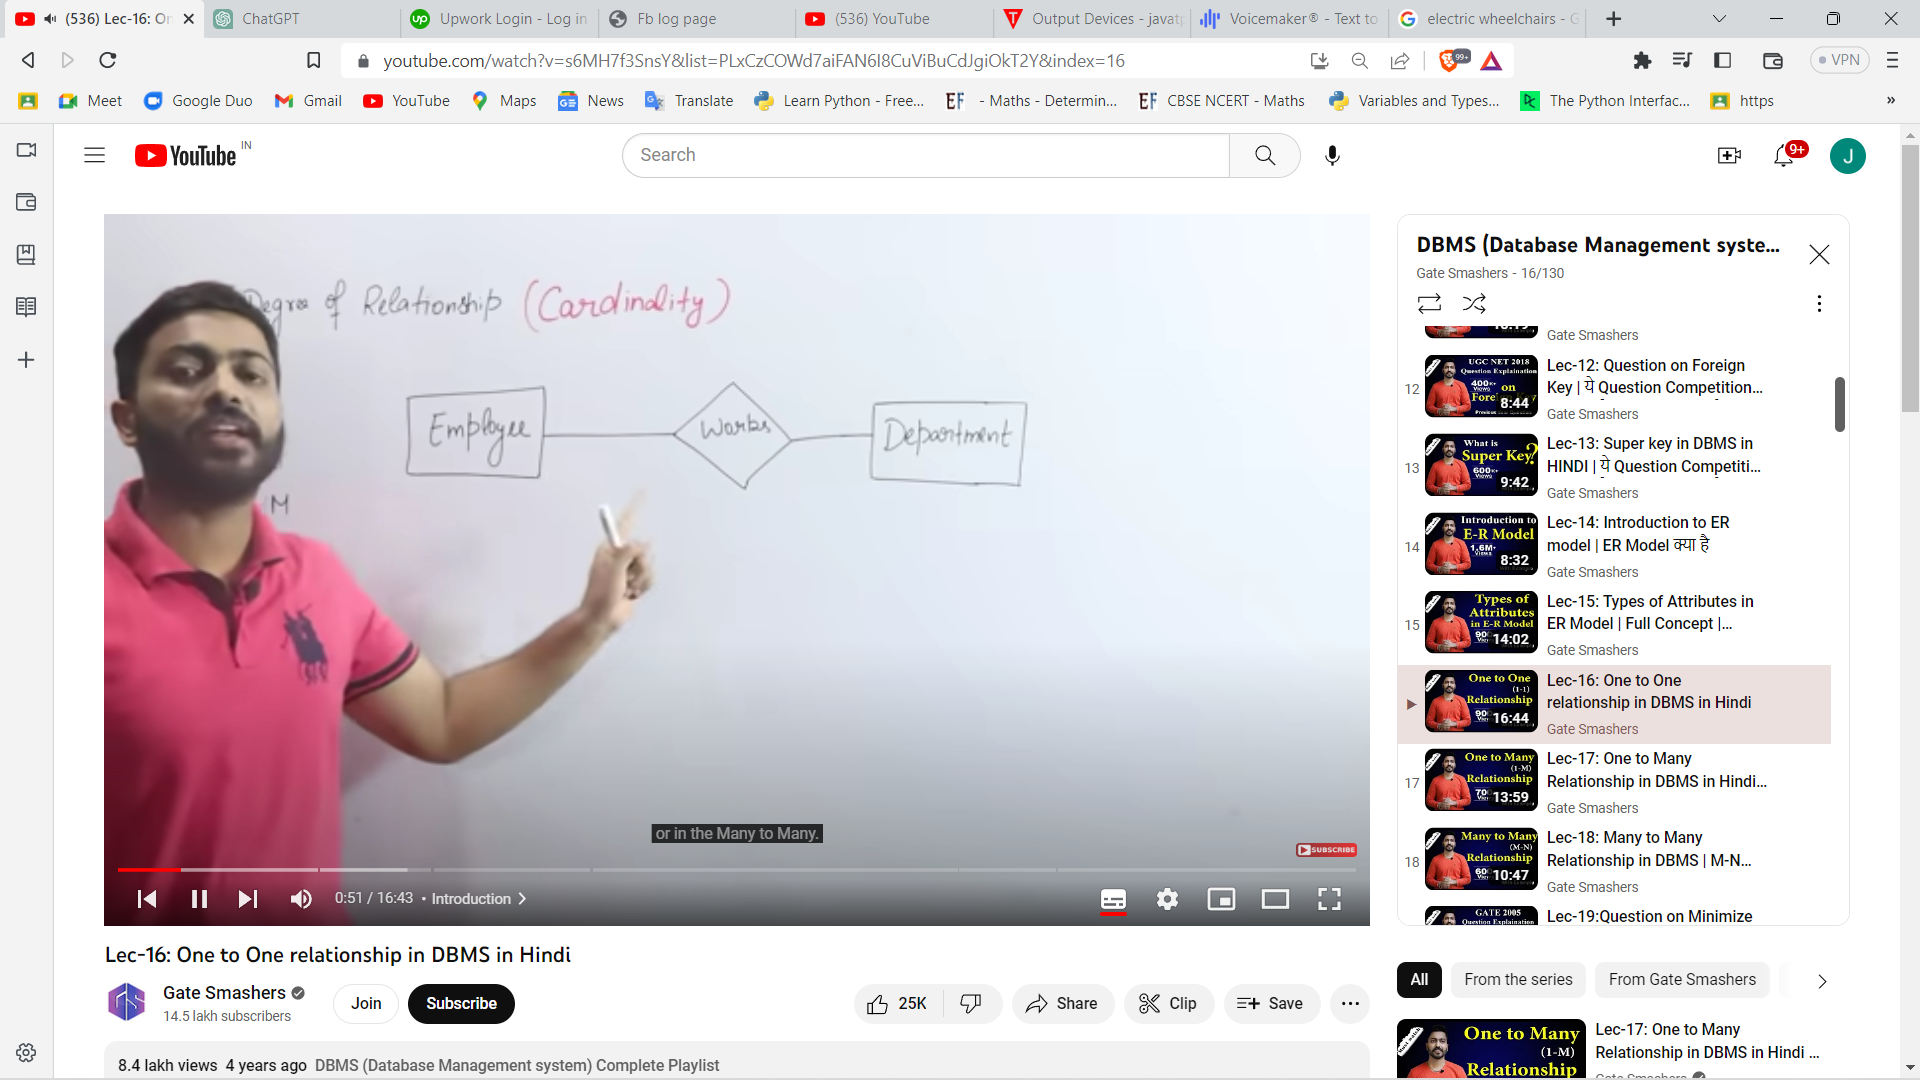 (536) Lec-16: On
ChatGPT
Upwork Login - Log in
Fb log page
(536) YouTube
Output Devices - javatp
Voicemaker® - Text to
electric wheelchairs - G
youtube.com/watch?v=s6MH7f3SnsY&list=PLxCzCOWd7aiFAN6I8CuViBuCdJgiOkT2Y&index=16
99+
VPN
Meet
Google Duo
Gmail
YouTube
Maps
News
Translate
Learn Python - Free...
- Maths - Determin...
CBSE NCERT - Maths
Variables and Types...
The Python Interfac...
https
»
YouTube IN
Search
9+
J
Degree of Relationship (Cardinality)
Employee
Works
Department
M
or in the Many to Many.
SUBSCRIBE
0:51 / 16:43 • Introduction
DBMS (Database Management syste...
Gate Smashers - 16/130
Gate Smashers
12
UGC NET 2018
Question Explaination
400K+
Views
on
8:44
Lec-12: Question on Foreign
Key | ये Question Competition...
Gate Smashers
13
What is
Super Key?
600K+
Views
9:42
Lec-13: Super key in DBMS in
HINDI | ये Question Competiti...
Gate Smashers
14
Introduction to
E-R Model
1.6M+
Views
8:32
Lec-14: Introduction to ER
model | ER Model क्या है
Gate Smashers
15
Types of
Attributes
in E-R Model
14:02
Lec-15: Types of Attributes in
ER Model | Full Concept |...
Gate Smashers
One to One
(1-1)
Relationship
16:44
Lec-16: One to One
relationship in DBMS in Hindi
Gate Smashers
17
One to Many
(1-M)
Relationship
13:59
Lec-17: One to Many
Relationship in DBMS in Hindi...
Gate Smashers
18
Many to Many
(M-N)
Relationship
10:47
Lec-18: Many to Many
Relationship in DBMS | M-N...
Gate Smashers
GATE 2005
Question Explaination
Lec-19:Question on Minimize
Lec-16: One to One relationship in DBMS in Hindi
Gate Smashers
14.5 lakh subscribers
Join
Subscribe
25K
Share
Clip
Save
8.4 lakh views 4 years ago DBMS (Database Management system) Complete Playlist
All
From the series
From Gate Smashers
One to Many
(1-M)
Relationship
Lec-17: One to Many
Relationship in DBMS in Hindi ...
Gate Smashers